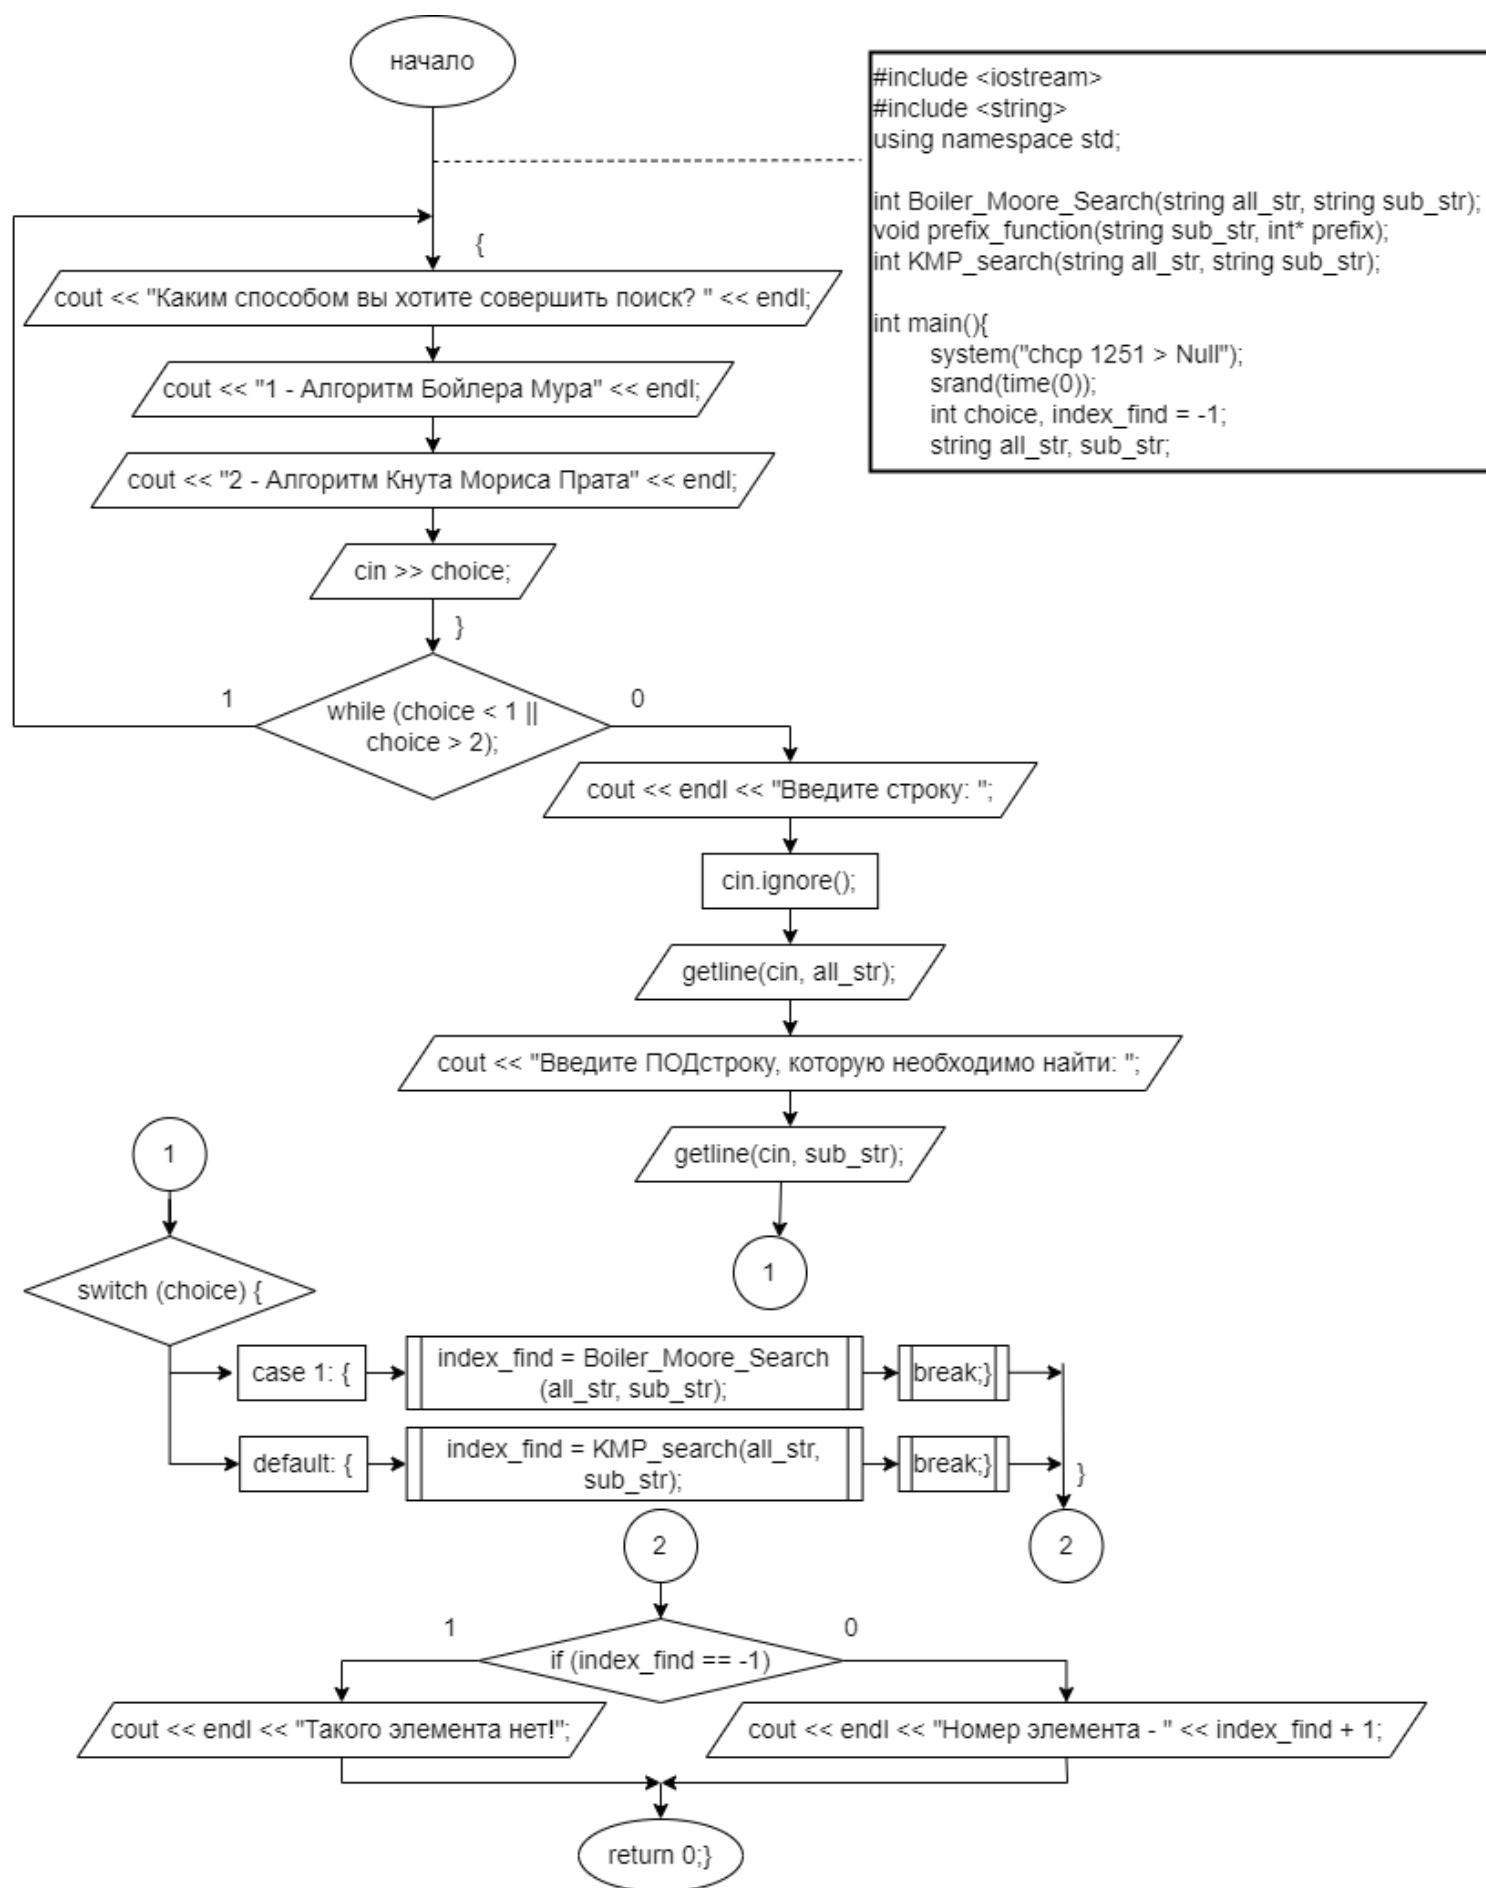 начало
#include <iostream>
#include <string>
using namespace std;
int Boiler_Moore_Search(string all_str, string sub_str);
void prefix_function(string sub_str, int* prefix);
int KMP_search(string all_str, string sub_str);
int main(){
system("chcp 1251 > Null");
srand(time(0));
int choice, index_find = -1;
string all_str, sub_str;
{
cout << "Каким способом вы хотите совершить поиск? " << endl;
cout << "1 - Алгоритм Бойлера Мура" << endl;
cout << "2 - Алгоритм Кнута Мориса Прата" << endl;
cin >> choice;
}
1
while (choice < 1 ||
choice > 2);
0
cout << endl << "Введите строку: ";
cin.ignore();
getline(cin, all_str);
cout << "Введите ПОДстроку, которую необходимо найти: ";
getline(cin, sub_str);
1
1
switch (choice) {
case 1: {
index_find = Boiler_Moore_Search
(all_str, sub_str);
break;}
default: {
index_find = KMP_search(all_str,
sub_str);
break;}
}
2
2
1
if (index_find == -1)
0
cout << endl << "Такого элемента нет!";
cout << endl << "Номер элемента - " << index_find + 1;
return 0;}